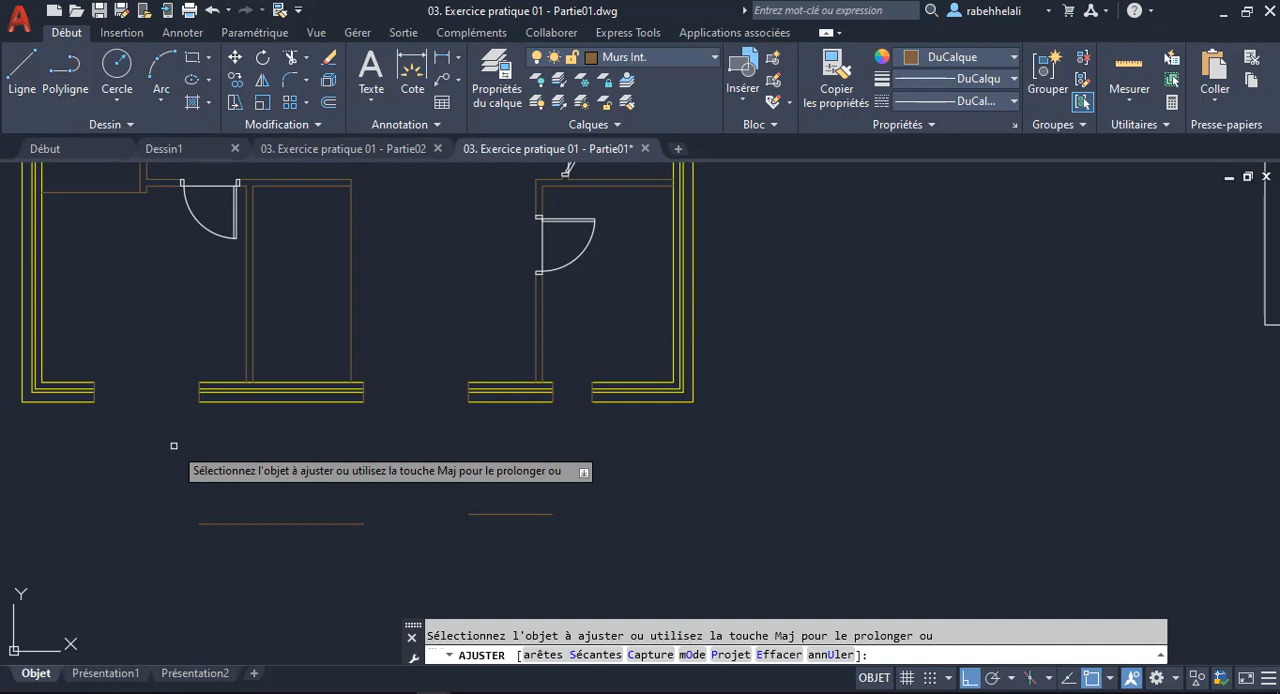 03. Exercice pratique 01 - Partie01.dwg
Entrez mot-clé ou expression
rabehhelali
Début Insertion Annoter Paramétrique Vue Gérer Sortie Compléments Collaborer Express Tools Applications associées
Murs Int.
DuCalque
Ligne Polyligne Cercle Arc
Texte Cote
Propriétés
du calque
Insérer
Copier
les propriétés
DuCalqu
DuCal...
Grouper
Mesurer
Coller
Dessin Modification Annotation Calques Bloc Propriétés Groupes Utilitaires Presse-papiers
Début Dessin1 03. Exercice pratique 01 - Partie02 03. Exercice pratique 01 - Partie01*
Sélectionnez l'objet à ajuster ou utilisez la touche Maj pour le prolonger ou
Y
X
Sélectionnez l'objet à ajuster ou utilisez la touche Maj pour le prolonger ou
AJUSTER [arêtes Sécantes Capture mOde Projet Effacer annUler]:
Objet Présentation1 Présentation2
OBJET